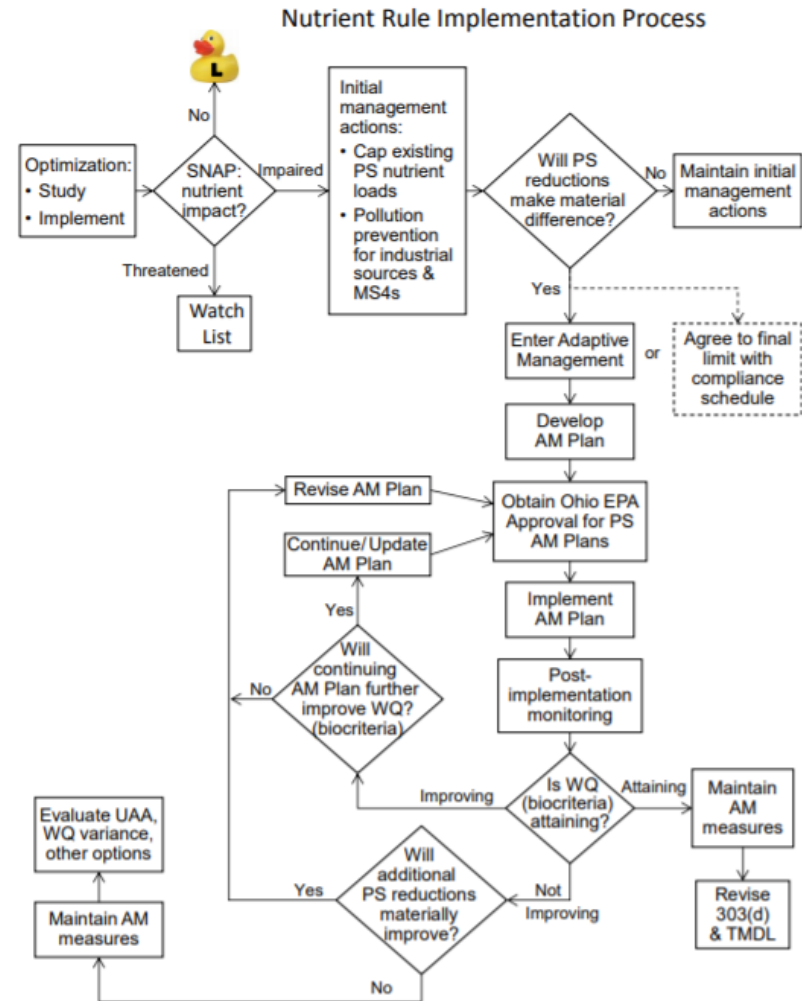 Nutrient Rule Implementation Process
L
No
Optimization:
• Study
• Implement
SNAP:
nutrient
impact?
Impaired
Threatened
Watch
List
Initial
management
actions:
• Cap existing
PS nutrient
loads
• Pollution
prevention
for industrial
sources &
MS4s
Will PS
reductions
make material
difference?
No
Maintain initial
management
actions
Yes
Enter Adaptive
Management
or
Agree to final
limit with
compliance
schedule
Develop
AM Plan
Revise AM Plan
Obtain Ohio EPA
Approval for PS
AM Plans
Continue/Update
AM Plan
Implement
AM Plan
Yes
Will
continuing
AM Plan further
improve WQ?
(biocriteria)
No
Post-
implementation
monitoring
Improving
Is WQ
(biocriteria)
attaining?
Attaining
Maintain
AM
measures
Revise
303(d)
& TMDL
Not
Improving
Will
additional
PS reductions
materially
improve?
Yes
Evaluate UAA,
WQ variance,
other options
Maintain AM
measures
No